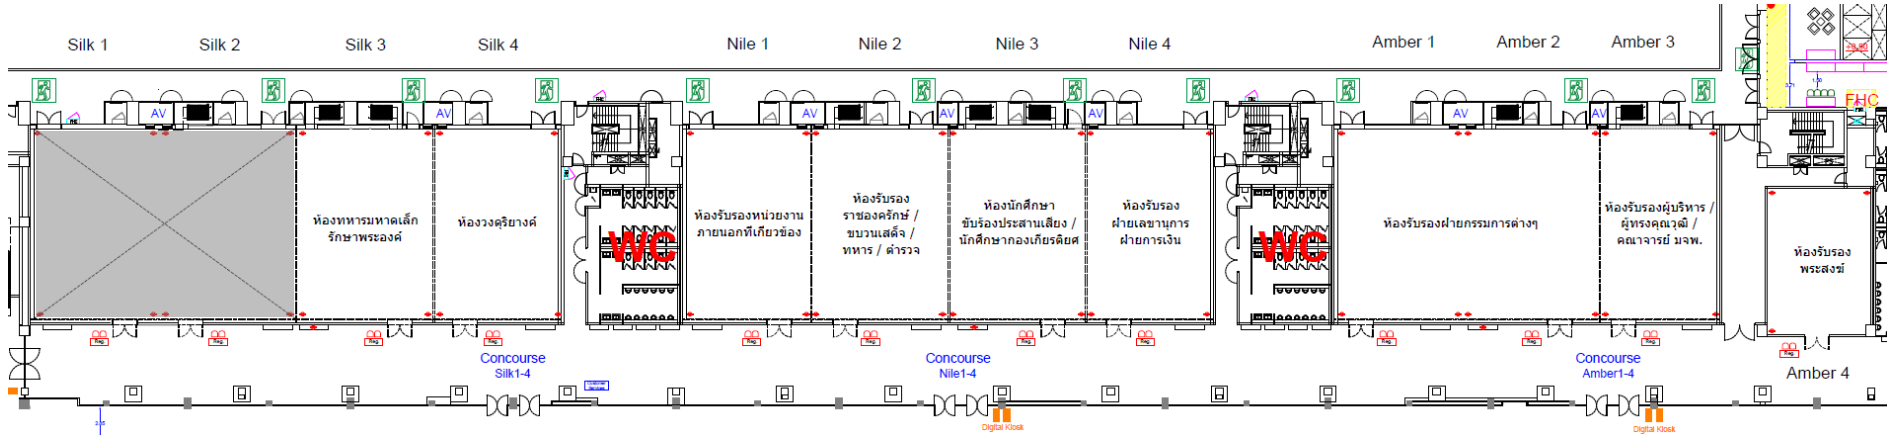 Silk 1
Silk 2
Silk 3
Silk 4
Nile 1
Nile 2
Nile 3
Nile 4
Amber 1
Amber 2
Amber 3
AV
AV
AV
AV
AV
AV
FHC
ห้องทหารมหาดเล็ก
รักษาพระองค์
ห้องวงดุริยางค์
WC
ห้องรับรองหน่วยงาน
ภายนอกที่เกี่ยวข้อง
ห้องรับรอง
ราชองครักษ์ /
ขบวนเสด็จ /
ทหาร / ตำรวจ
ห้องนักศึกษา
ขับร้องประสานเสียง /
นักศึกษากองเกียรติยศ
ห้องรับรอง
ฝ่ายเลขานุการ
ฝ่ายการเงิน
WC
ห้องรับรองฝ่ายกรรมการต่างๆ
ห้องรับรองผู้บริหาร /
ผู้ทรงคุณวุฒิ /
คณาจารย์ มจพ.
ห้องรับรอง
พระสงฆ์
Reg.
Reg.
Reg.
Reg.
Reg.
Reg.
Reg.
Reg.
Reg.
Reg.
Reg.
Concourse
Silk1-4
Concourse
Nile1-4
Concourse
Amber1-4
Amber 4
Digital Kiosk
Digital Kiosk